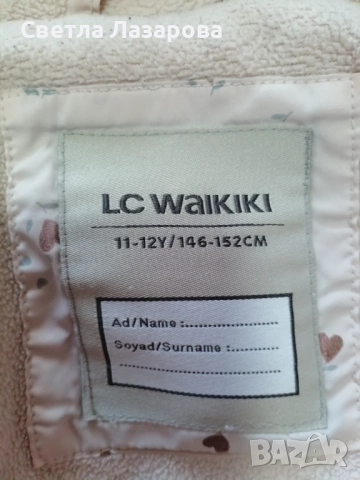 Светла Лазарова
LC WAIKIKI
11-12Y/146-152CM
Ad/Name :........................
Soyad/Surname :............
.......................................
BAZAR
bg